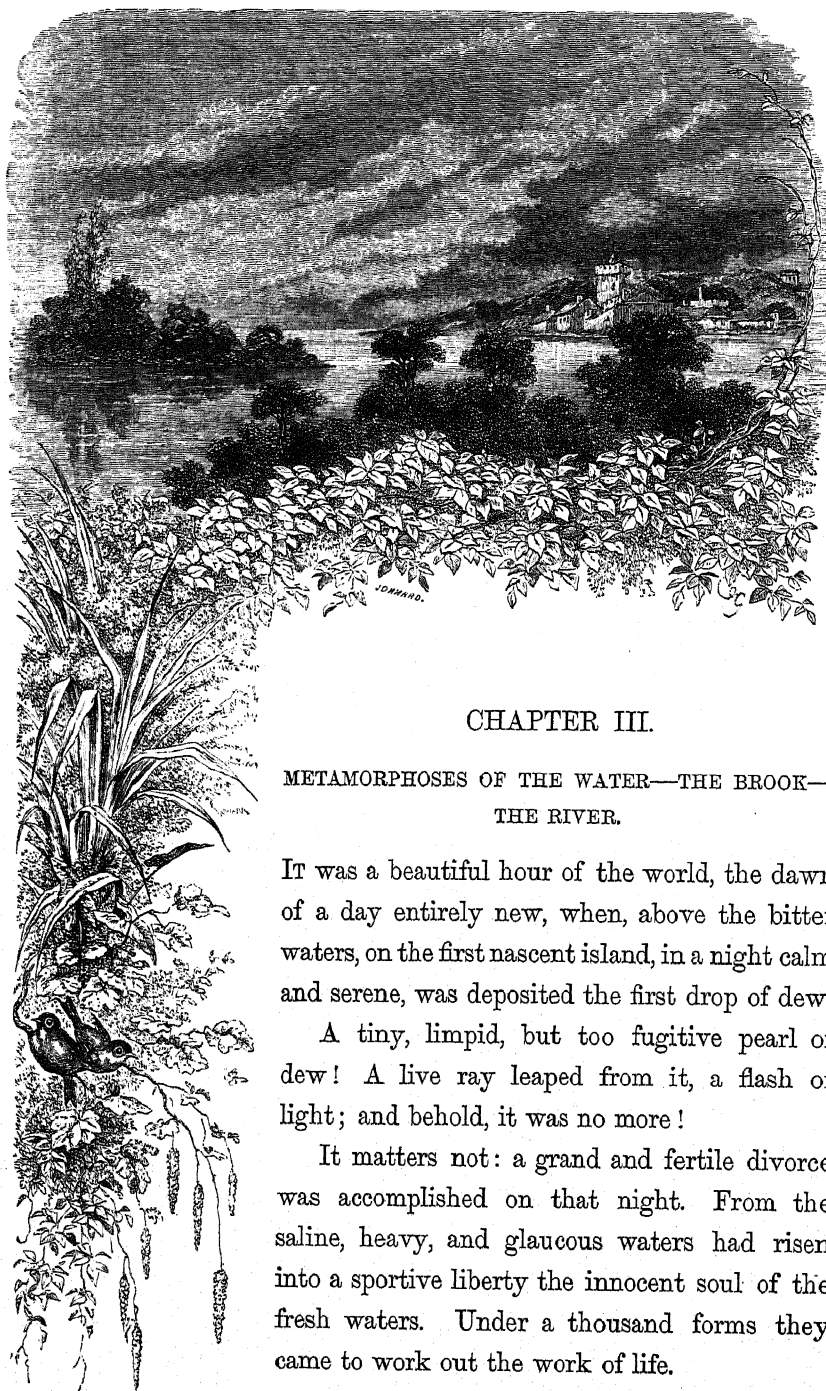 JONNARD.
CHAPTER III.
METAMORPHOSES OF THE WATER—THE BROOK—
THE RIVER.
IT was a beautiful hour of the world, the dawn
of a day entirely new, when, above the bitter
waters, on the first nascent island, in a night calm
and serene, was deposited the first drop of dew
A tiny, limpid, but too fugitive pearl of
dew! A live ray leaped from it, a flash of
light; and behold, it was no more!
It matters not: a grand and fertile divorce
was accomplished on that night. From the
saline, heavy, and glaucous waters had risen
into a sportive liberty the innocent soul of the
fresh waters. Under a thousand forms they
came to work out the work of life.